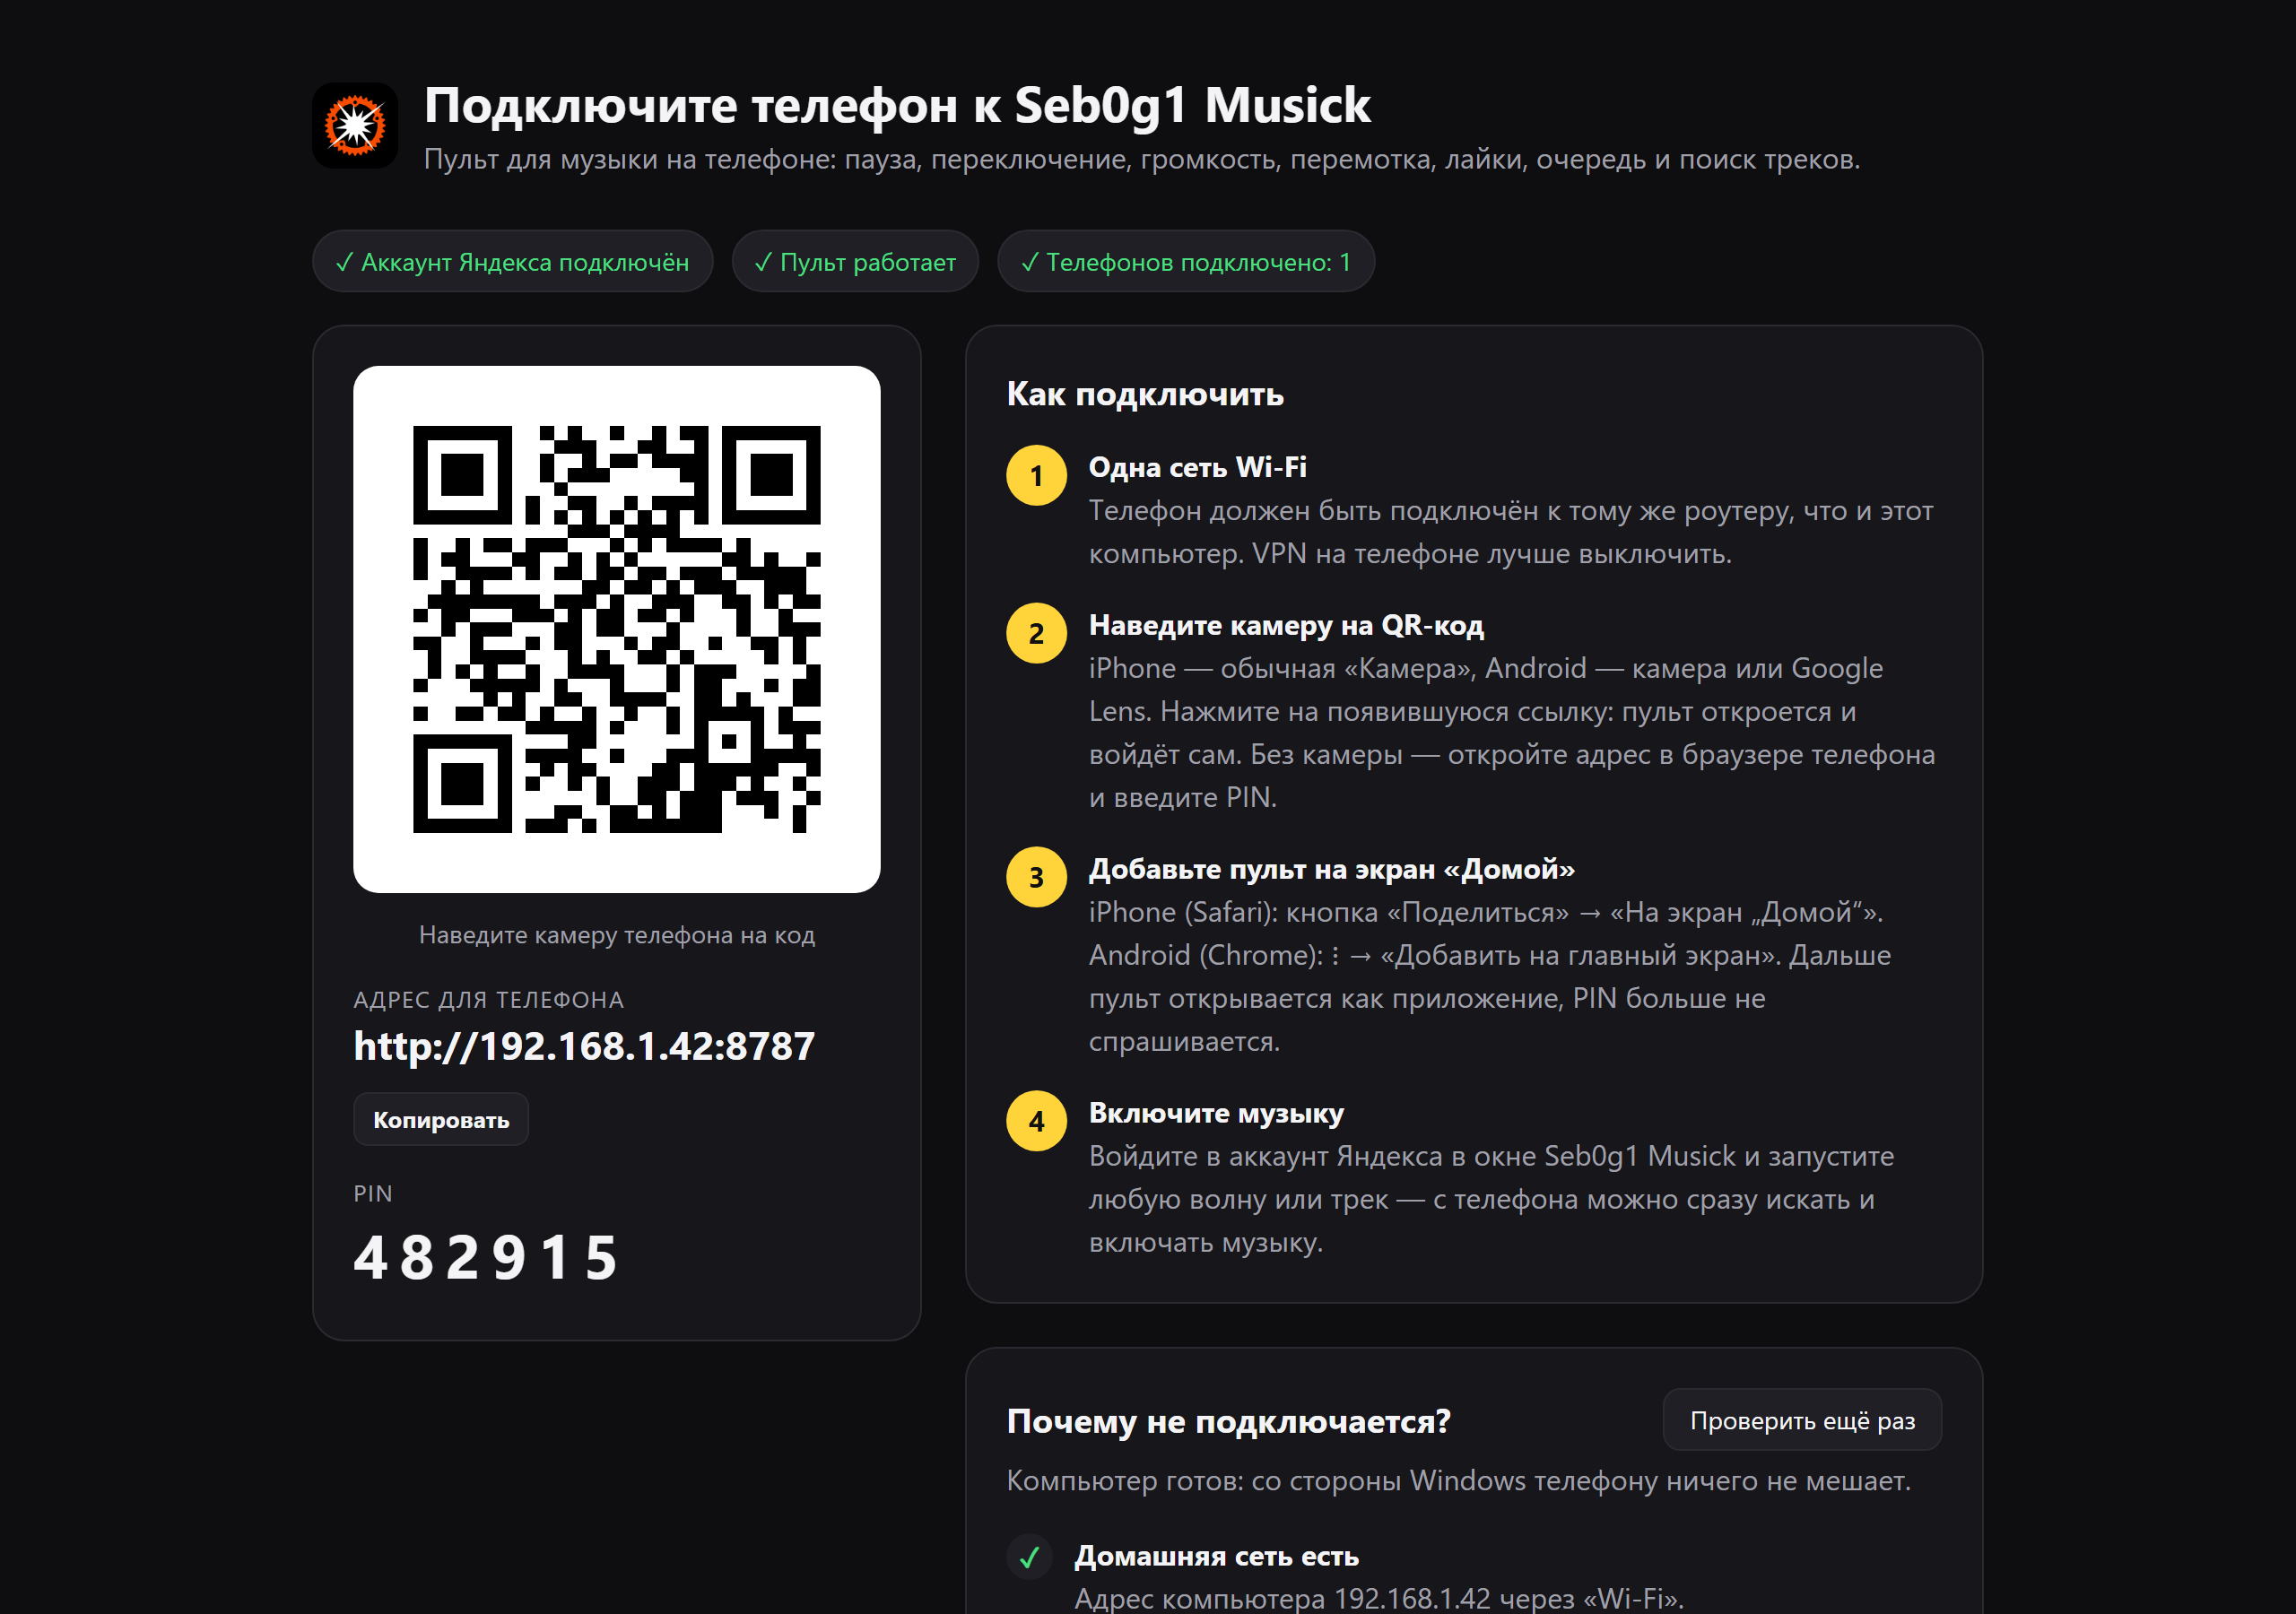 Подключите телефон к Seb0g1 Musick
Пульт для музыки на телефоне: пауза, переключение, громкость, перемотка, лайки, очередь и поиск треков.
✓ Аккаунт Яндекса подключён
✓ Пульт работает
✓ Телефонов подключено: 1
Наведите камеру телефона на код
АДРЕС ДЛЯ ТЕЛЕФОНА
http://192.168.1.42:8787
Копировать
PIN
482915
Как подключить
1 Одна сеть Wi-Fi
Телефон должен быть подключён к тому же роутеру, что и этот
компьютер. VPN на телефоне лучше выключить.
2 Наведите камеру на QR-код
iPhone — обычная «Камера», Android — камера или Google
Lens. Нажмите на появившуюся ссылку: пульт откроется и
войдёт сам. Без камеры — откройте адрес в браузере телефона
и введите PIN.
3 Добавьте пульт на экран «Домой»
iPhone (Safari): кнопка «Поделиться» → «На экран „Домой“».
Android (Chrome): ⋮ → «Добавить на главный экран». Дальше
пульт открывается как приложение, PIN больше не
спрашивается.
4 Включите музыку
Войдите в аккаунт Яндекса в окне Seb0g1 Musick и запустите
любую волну или трек — с телефона можно сразу искать и
включать музыку.
Почему не подключается?
Проверить ещё раз
Компьютер готов: со стороны Windows телефону ничего не мешает.
✓ Домашняя сеть есть
Адрес компьютера 192.168.1.42 через «Wi-Fi».